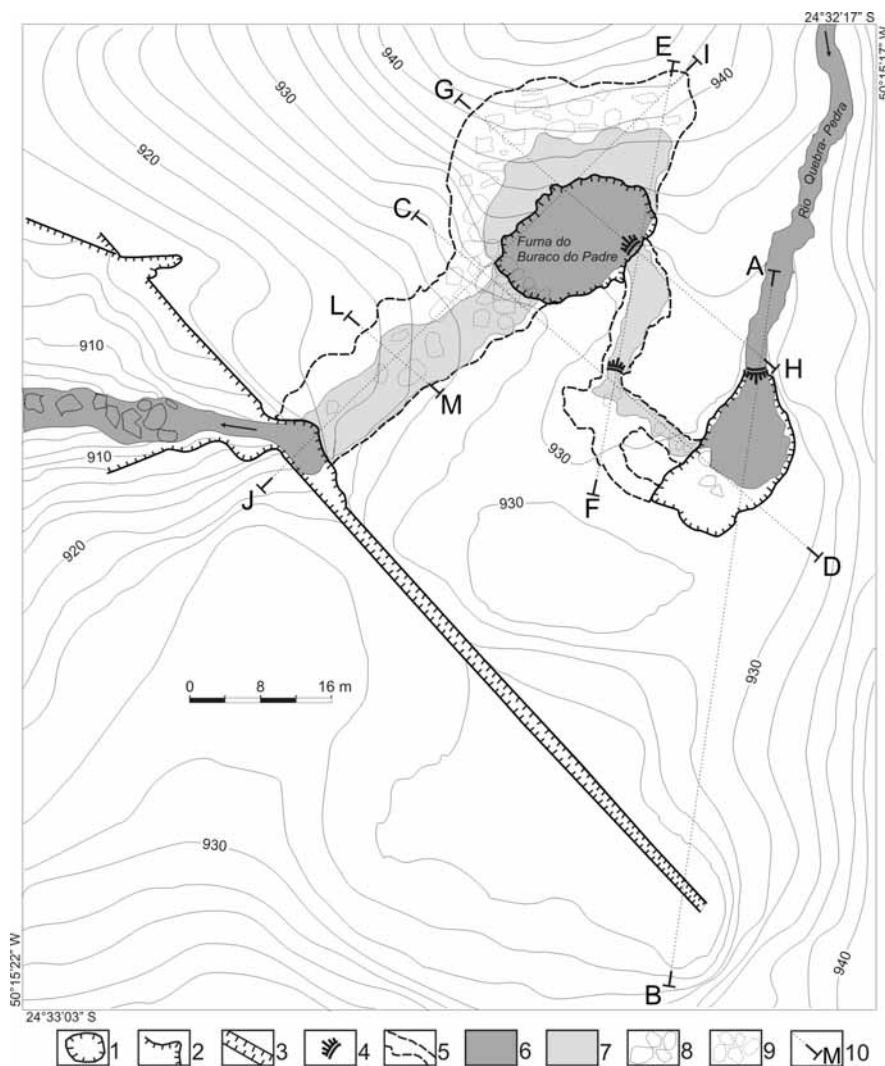 24°32'17" S
50°15'17" W
E
I
940
940
G
930
920
Rio Quebra-Pedra
C
Furna do
Buraco do Padre
A
L
910
H
M
930
910
J
F
930
920
D
0 8 16 m
930
930
940
B
50°15'22" W
24°33'03" S
1 2 3 4 5 6 7 8 9 M 10